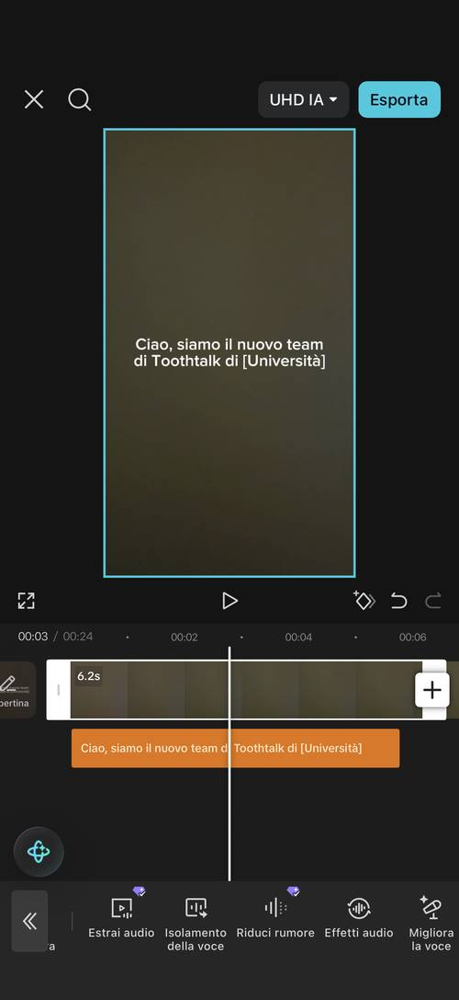 UHD IA
Esporta
Ciao, siamo il nuovo team
di Toothtalk di [Università]
00:03 / 00:24
00:02
00:04
00:06
6.2s
pertina
Ciao, siamo il nuovo team di Toothtalk di [Università]
ra
Estrai audio
Isolamento
della voce
Riduci rumore
Effetti audio
Migliora
la voce